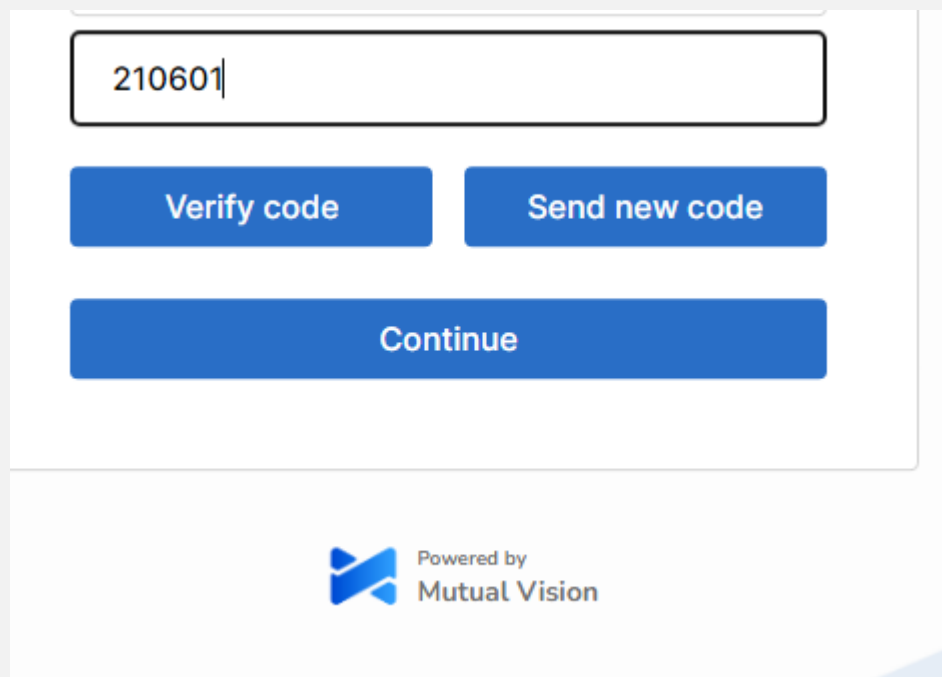 210601
Verify code
Send new code
Continue
Powered by
Mutual Vision